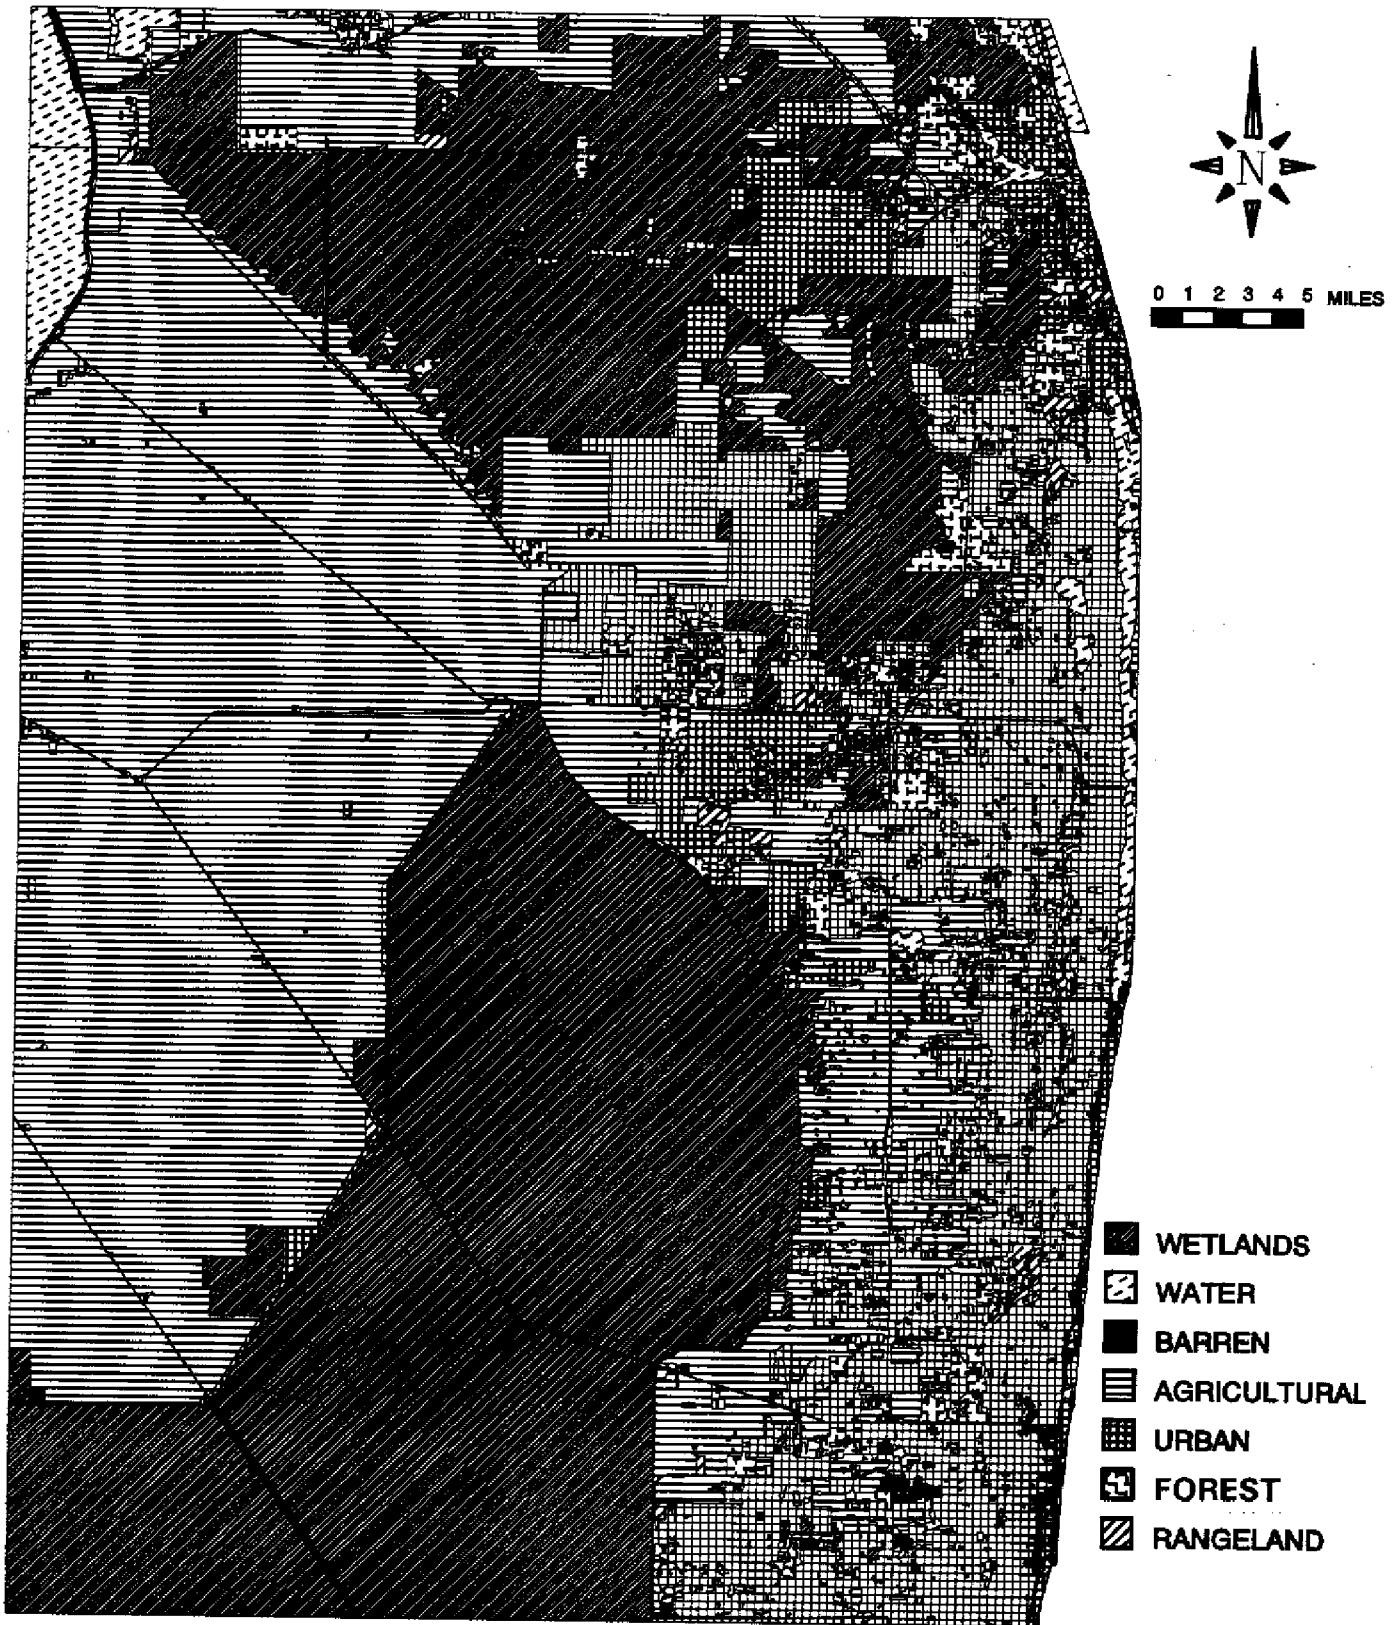 N
0 1 2 3 4 5 MILES
WETLANDS
WATER
BARREN
AGRICULTURAL
URBAN
FOREST
RANGELAND